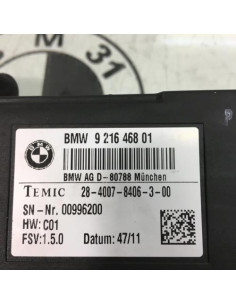 M 31
BMW 9 216 468 01
BMW AG D-80788 München
TEMIC 28-4007-8406-3-00
SN-Nr. 00996200
HW: C01
FSV:1.5.0 Datum: 47/11